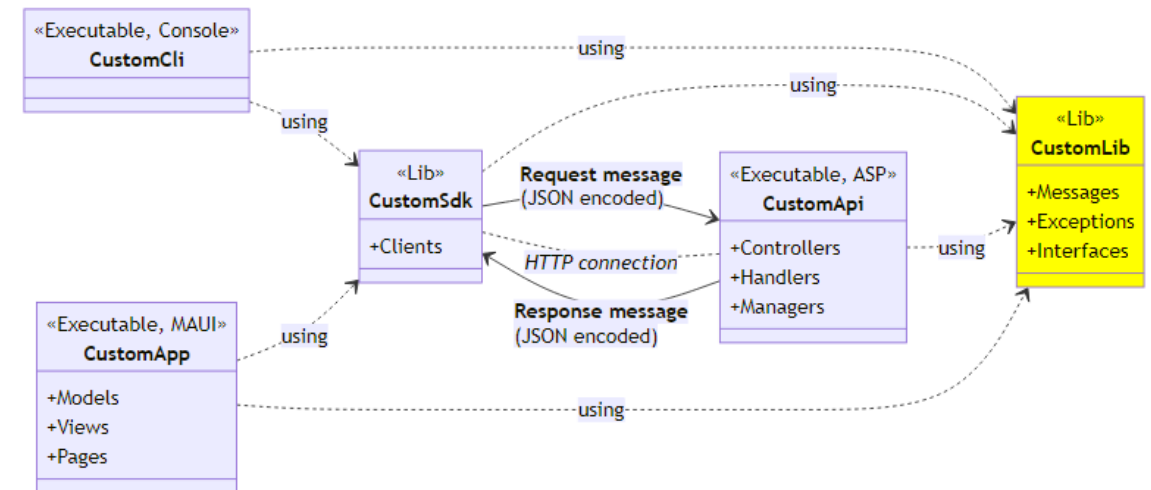 «Executable, Console»
CustomCli
using
using
using
«Lib»
CustomLib
+Messages
+Exceptions
+Interfaces
«Lib»
CustomSdk
+Clients
Request message
(JSON encoded)
HTTP connection
Response message
(JSON encoded)
«Executable, ASP»
CustomApi
+Controllers
+Handlers
+Managers
using
«Executable, MAUI»
CustomApp
+Models
+Views
+Pages
using
using